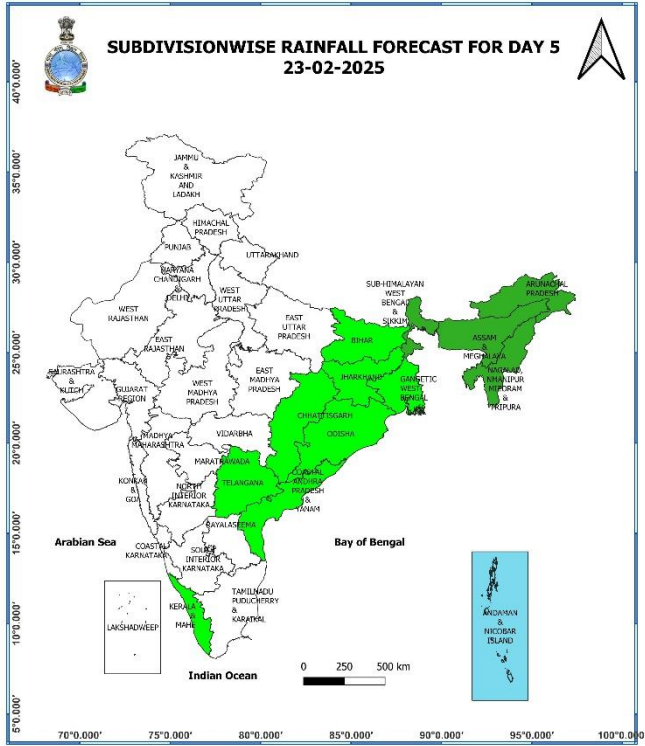 SUBDIVISIONWISE RAINFALL FORECAST FOR DAY 5
23-02-2025
40°0.000'
35°0.000'
30°0.000'
25°0.000'
20°0.000'
15°0.000'
10°0.000'
5°0.000'
JAMMU
&
KASHMIR
AND
LADAKH
HIMACHAL
PRADESH
PUNJAB
UTTARAKHAND
HARYANA
CHANDIGARH
&
DELHI
WEST
UTTAR
PRADESH
WEST
RAJASTHAN
EAST
RAJASTHAN
EAST
UTTAR
PRADESH
SUB-HIMALAYAN
WEST
BENGAL
&
SIKKIM
ARUNACHAL
PRADESH
BIHAR
ASSAM
&
MEGHALAYA
NAGALAD,
MANIPUR
MIZORAM
&
TRIPURA
SAURASHTRA
&
KUTCH
GUJARAT
REGION
WEST
MADHYA
PRADESH
EAST
MADHYA
PRADESH
JHARKHAND
GANGETIC
WEST
BENGAL
CHHATTISGARH
ODISHA
VIDARBHA
MADHYA
MAHARASHTRA
MARATHAWADA
TELANGANA
COASTAL
ANDHRA
PRADESH
&
YANAM
KONKAN
&
GOA
NORTH
INTERIOR
KARNATAKA
RAYALASEEMA
Arabian Sea
Bay of Bengal
COASTAL
KARNATAKA
SOUTH
INTERIOR
KARNATAKA
TAMILNADU
PUDUCHERRY
&
KARAIKAL
KERALA
&
MAHE
LAKSHADWEEP
ANDAMAN
&
NICOBAR
ISLAND
Indian Ocean
0 250 500 km
70°0.000' 75°0.000' 80°0.000' 85°0.000' 90°0.000' 95°0.000' 100°0.000'